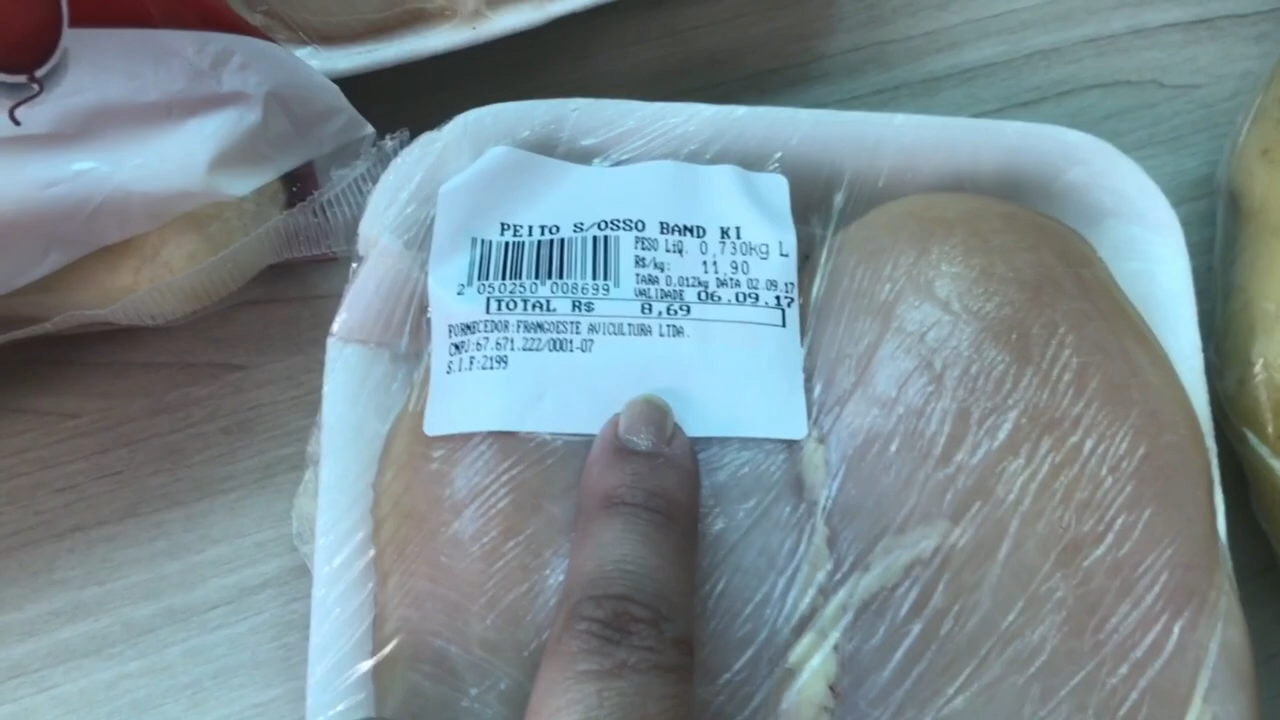 PEITO S/OSSO BAND KI
PESO LíQ. 0,730kg L
R$/kg: 11,90
TARA 0,012kg DATA 02.09.17
2 050250 008699
VALIDADE 06.09.17
TOTAL R$ 8,69
FORNECEDOR:FRANGOESTE AVICULTURA LTDA.
CNPJ:67.671.222/0001-07
S.I.F:2199